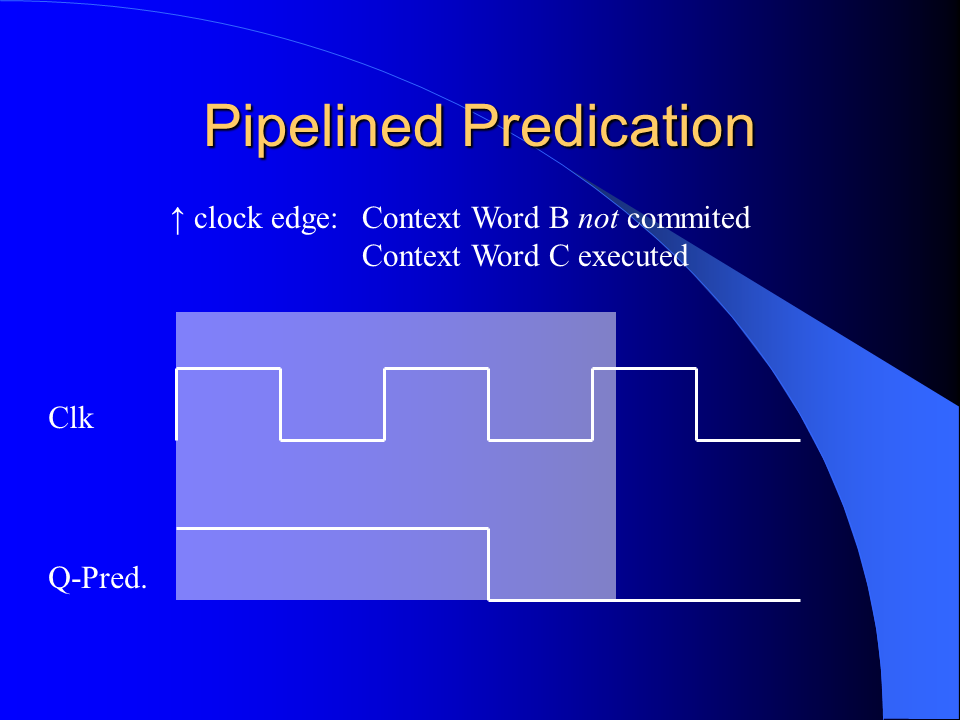 Pipelined Predication
↑ clock edge: Context Word B not commited
Context Word C executed
Clk
Q-Pred.